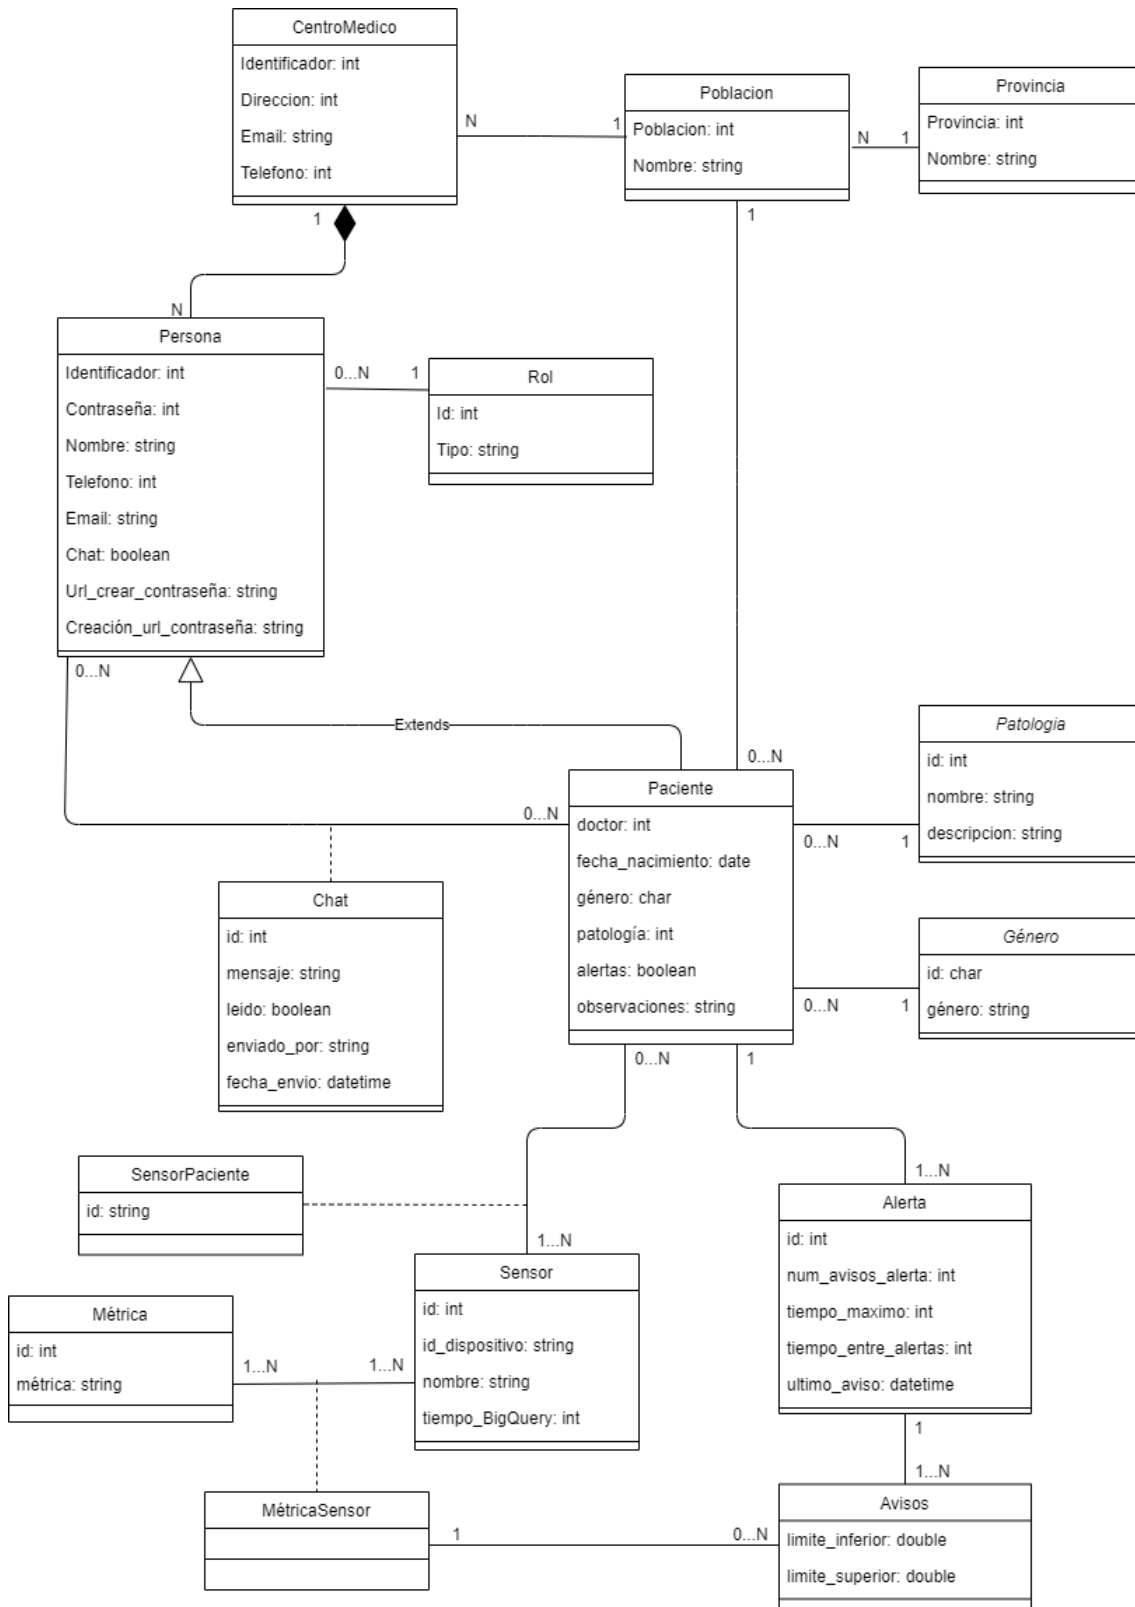 CentroMedico
Identificador: int
Direccion: int
Email: string
Telefono: int
N
1
Poblacion
Poblacion: int
Nombre: string
N
1
Provincia
Provincia: int
Nombre: string
1
1
N
Persona
Identificador: int
Contraseña: int
Nombre: string
Telefono: int
Email: string
Chat: boolean
Url_crear_contraseña: string
Creación_url_contraseña: string
0...N
1
Rol
Id: int
Tipo: string
0...N
Extends
0...N
0...N
Paciente
doctor: int
fecha_nacimiento: date
género: char
patología: int
alertas: boolean
observaciones: string
0...N
1
Patologia
id: int
nombre: string
descripcion: string
0...N
1
Género
id: char
género: string
Chat
id: int
mensaje: string
leido: boolean
enviado_por: string
fecha_envio: datetime
0...N
1
SensorPaciente
id: string
1...N
1...N
Sensor
id: int
id_dispositivo: string
nombre: string
tiempo_BigQuery: int
Alerta
id: int
num_avisos_alerta: int
tiempo_maximo: int
tiempo_entre_alertas: int
ultimo_aviso: datetime
Métrica
id: int
métrica: string
1...N
1...N
1
1...N
MétricaSensor
1
0...N
Avisos
limite_inferior: double
limite_superior: double